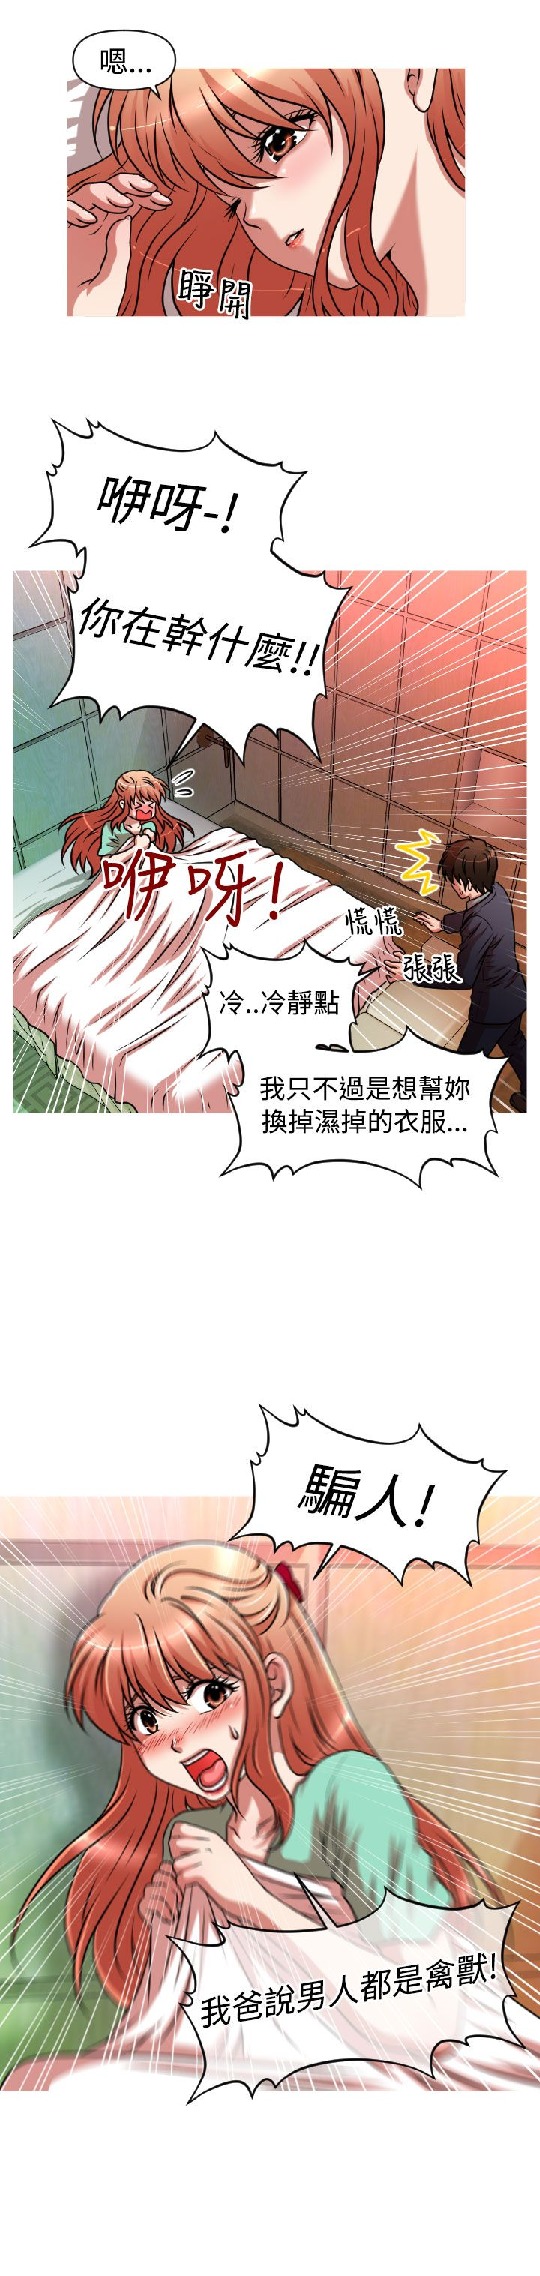 嗯...
睜開
咿呀-!
你在幹什麼!!
咿呀!
慌慌
張張
冷..冷靜點
我只不過是想幫妳
換掉濕掉的衣服...
騙人!
我爸說男人都是禽獸!